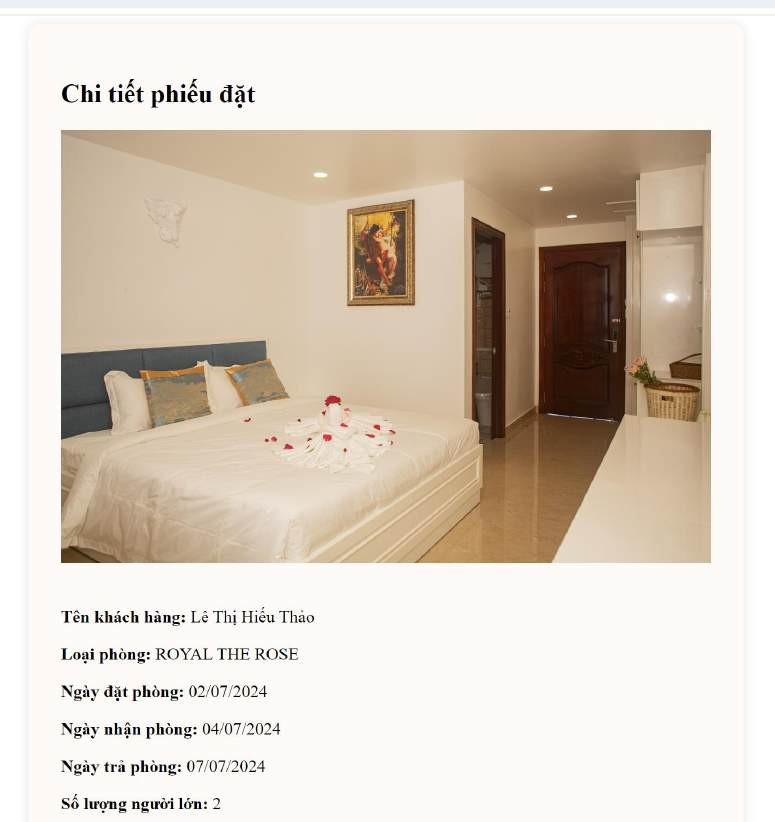 Chi tiết phiếu đặt
Tên khách hàng: Lê Thị Hiếu Thảo
Loại phòng: ROYAL THE ROSE
Ngày đặt phòng: 02/07/2024
Ngày nhận phòng: 04/07/2024
Ngày trả phòng: 07/07/2024
Số lượng người lớn: 2